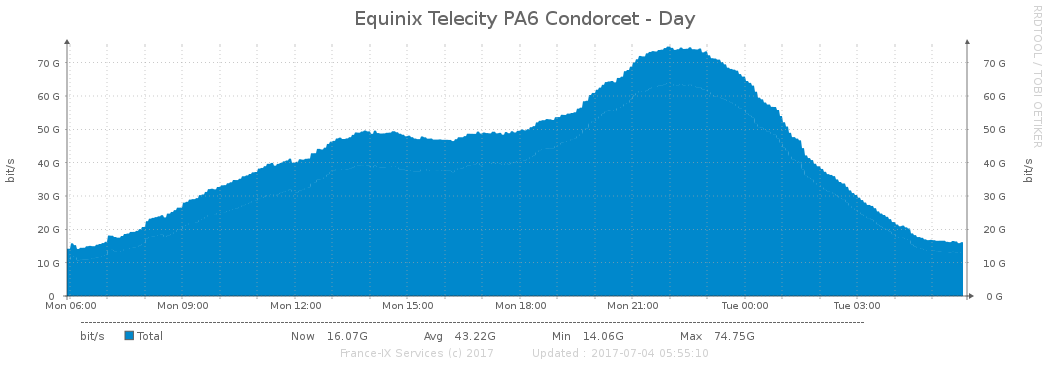 Equinix Telecity PA6 Condorcet - Day
RRDTOOL / TOBI OETIKER
bit/s
70 G
60 G
50 G
40 G
30 G
20 G
10 G
0
70 G
60 G
50 G
40 G
30 G
20 G
10 G
0 G
bit/s
Mon 06:00 Mon 09:00 Mon 12:00 Mon 15:00 Mon 18:00 Mon 21:00 Tue 00:00 Tue 03:00
bit/s Total Now 16.07G Avg 43.22G Min 14.06G Max 74.75G
France-IX Services (c) 2017 Updated : 2017-07-04 05:55:10